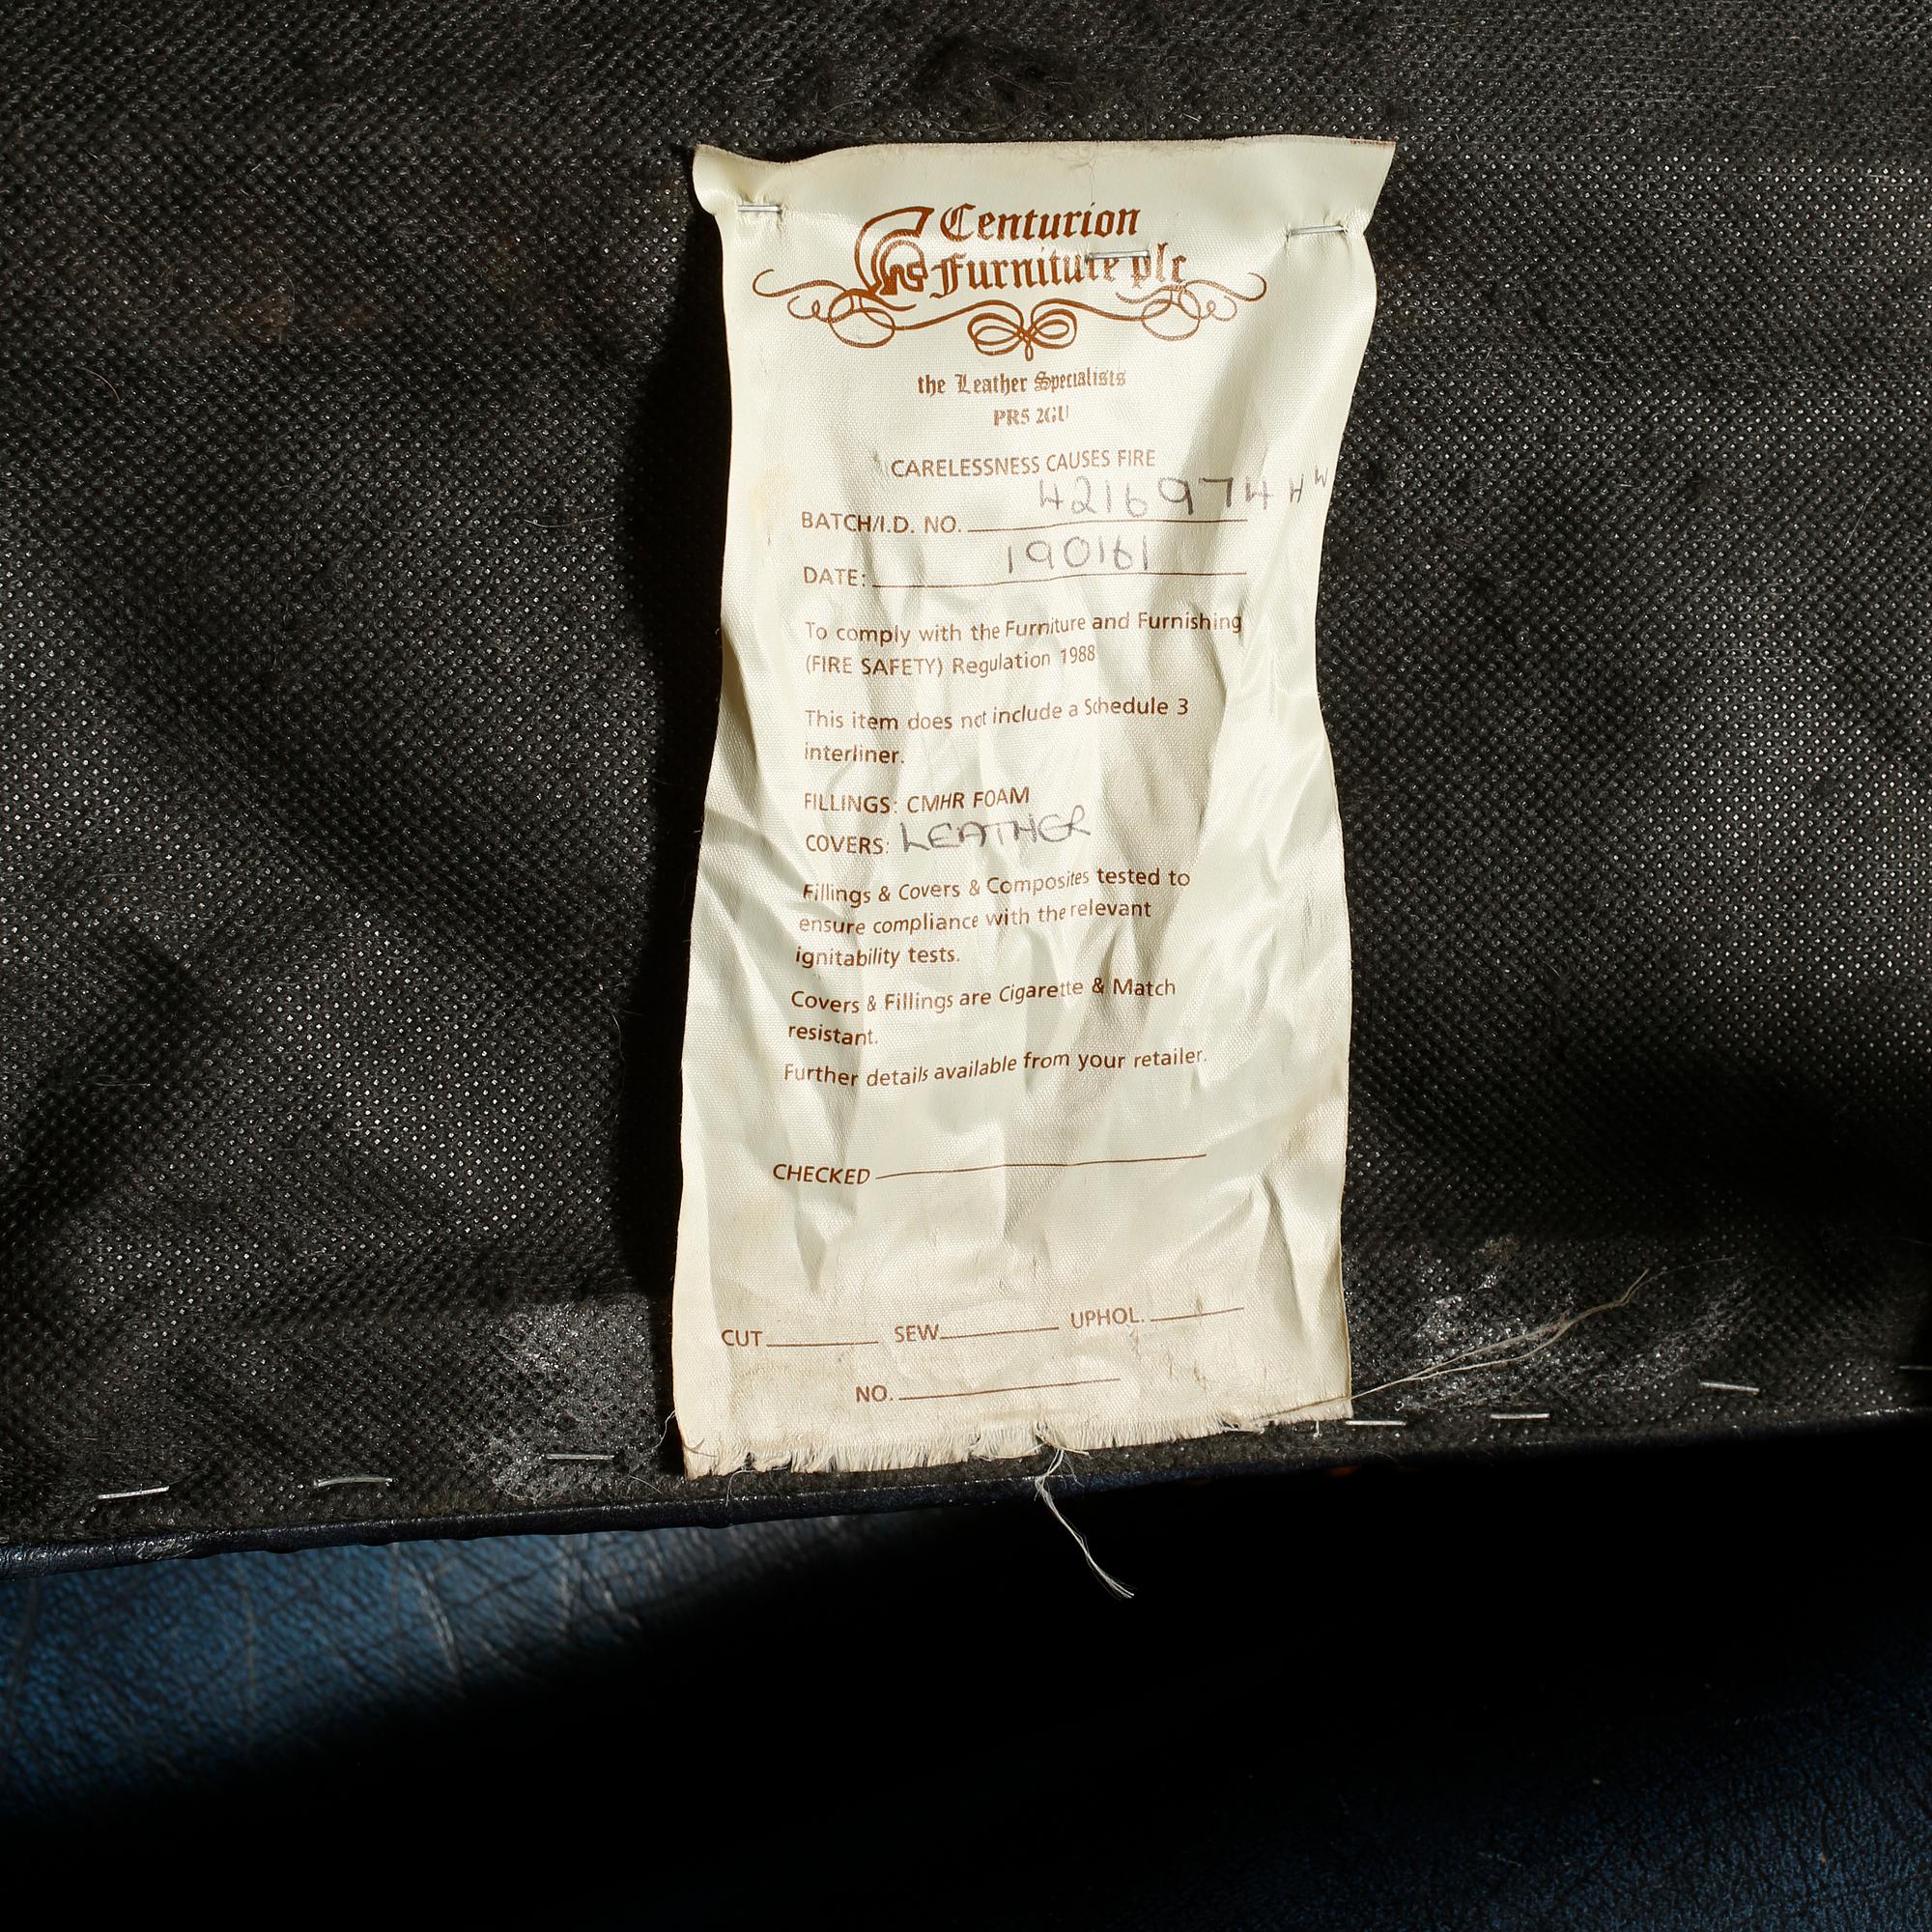 Centurion
Furniture plc
the Leather Specialists
PR5 2GU
CARELESSNESS CAUSES FIRE
4216974 HW
BATCH/I.D. NO.
190161
DATE:
To comply with the Furniture and Furnishing
(FIRE SAFETY) Regulation 1988
This item does not include a Schedule 3
interliner.
FILLINGS: CMHR FOAM
COVERS: LEATHER
Fillings & Covers & Composites tested to
ensure compliance with the relevant
ignitability tests.
Covers & Fillings are Cigarette & Match
resistant.
Further details available from your retailer.
CHECKED
CUT SEW UPHOL.
NO.